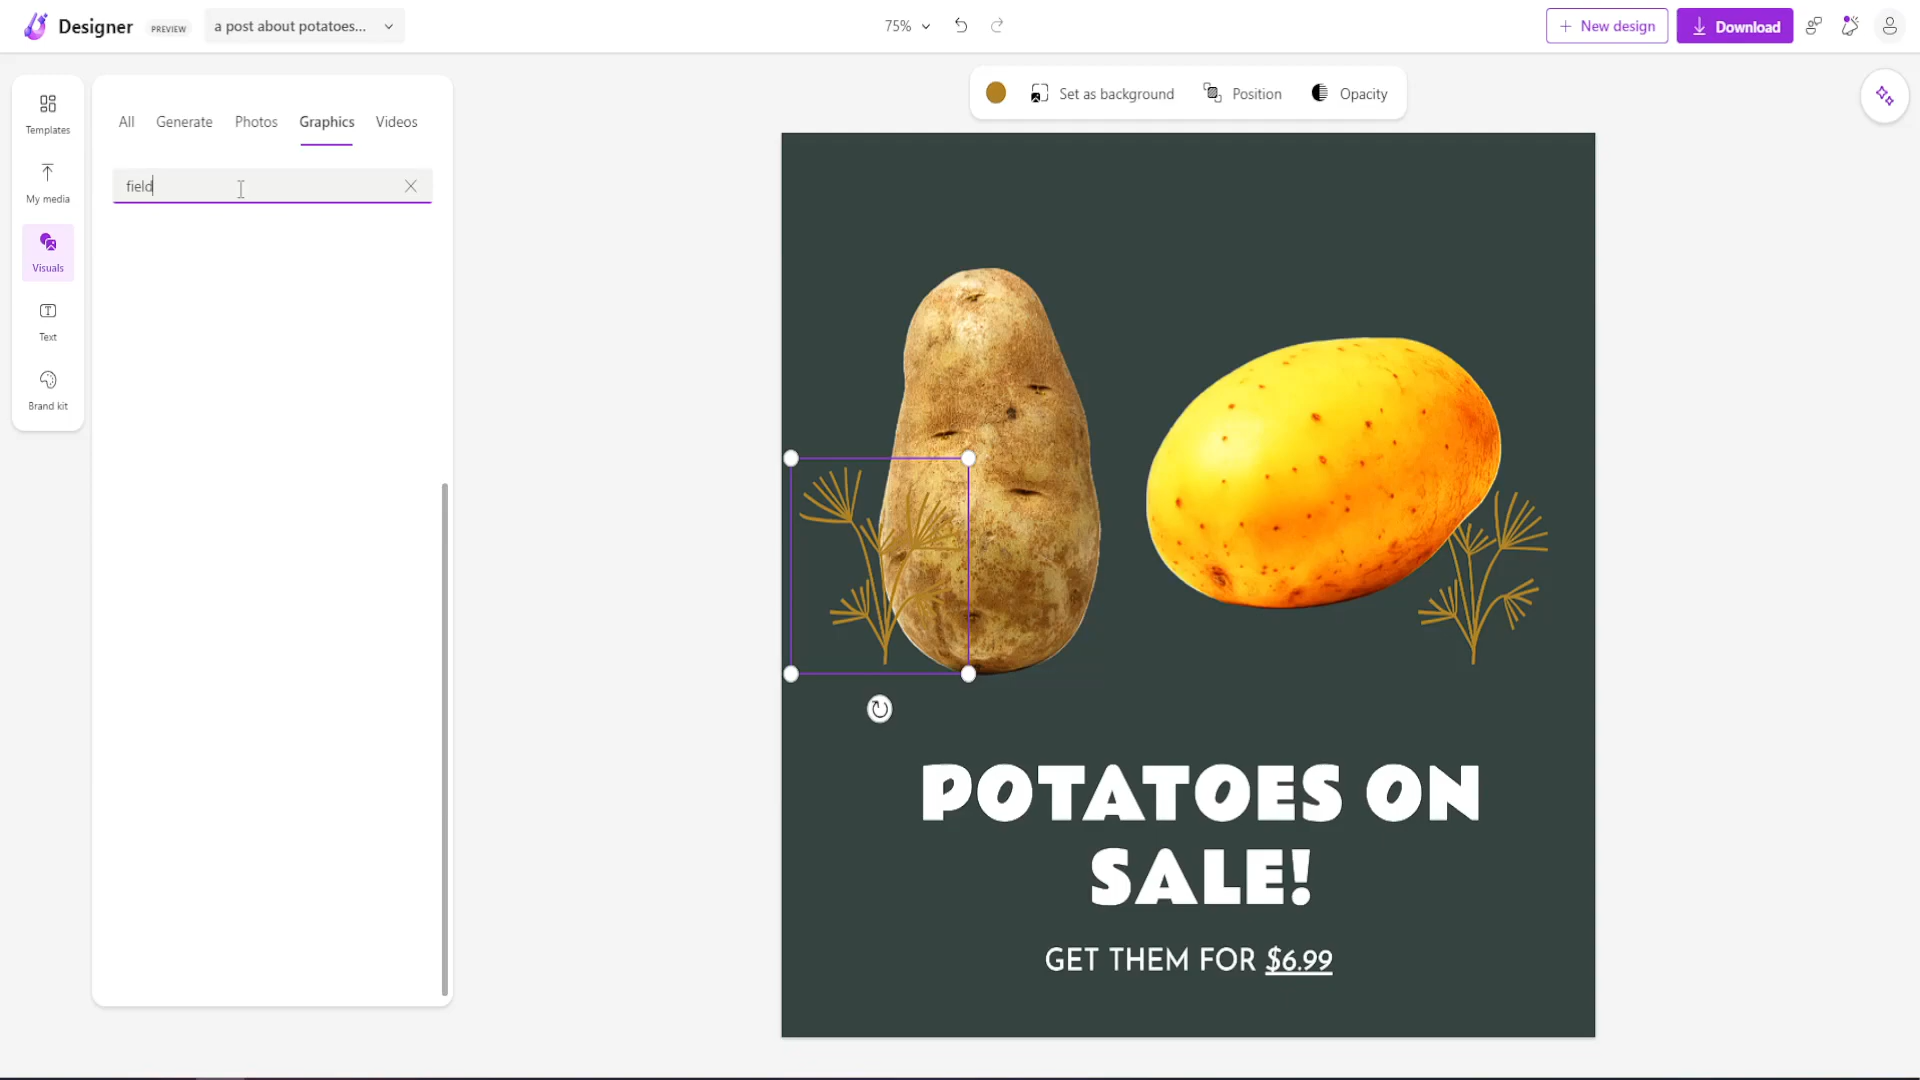 Designer PREVIEW a post about potatoes... 75% New design Download
Set as background Position Opacity
Templates
My media
Visuals
Text
Brand kit
All Generate Photos Graphics Videos
field
POTATOES ON
SALE!
GET THEM FOR $6.99